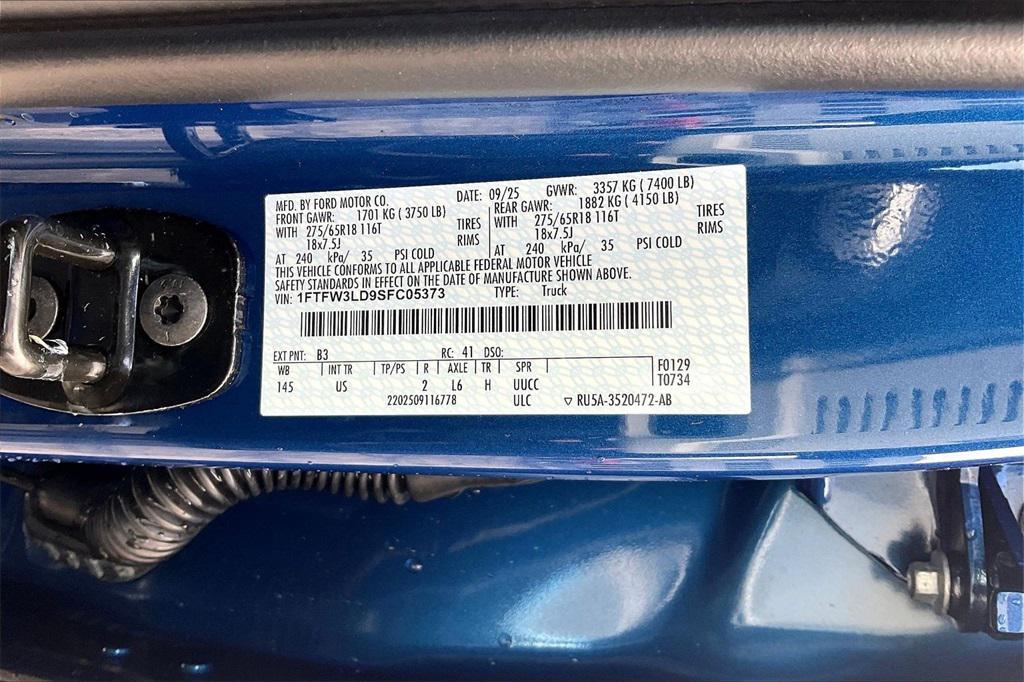 MFD. BY FORD MOTOR CO. DATE: 09/25 GVWR: 3357 KG ( 7400 LB)
FRONT GAWR: 1701 KG ( 3750 LB) REAR GAWR: 1882 KG ( 4150 LB)
WITH 275/65R18 116T TIRES WITH 275/65R18 116T TIRES
18x7.5J RIMS 18x7.5J RIMS
AT 240 kPa/ 35 PSI COLD AT 240 kPa/ 35 PSI COLD
THIS VEHICLE CONFORMS TO ALL APPLICABLE FEDERAL MOTOR VEHICLE
SAFETY STANDARDS IN EFFECT ON THE DATE OF MANUFACTURE SHOWN ABOVE.
VIN: 1FTFW3LD9SFC05373 TYPE: Truck
EXT PNT: B3 RC: 41 DSO: F0129
WB INT TR TP/PS R AXLE TR SPR T0734
145 US 2 L6 H UUCC
2202509116778 ULC ▽ RU5A-3520472-AB